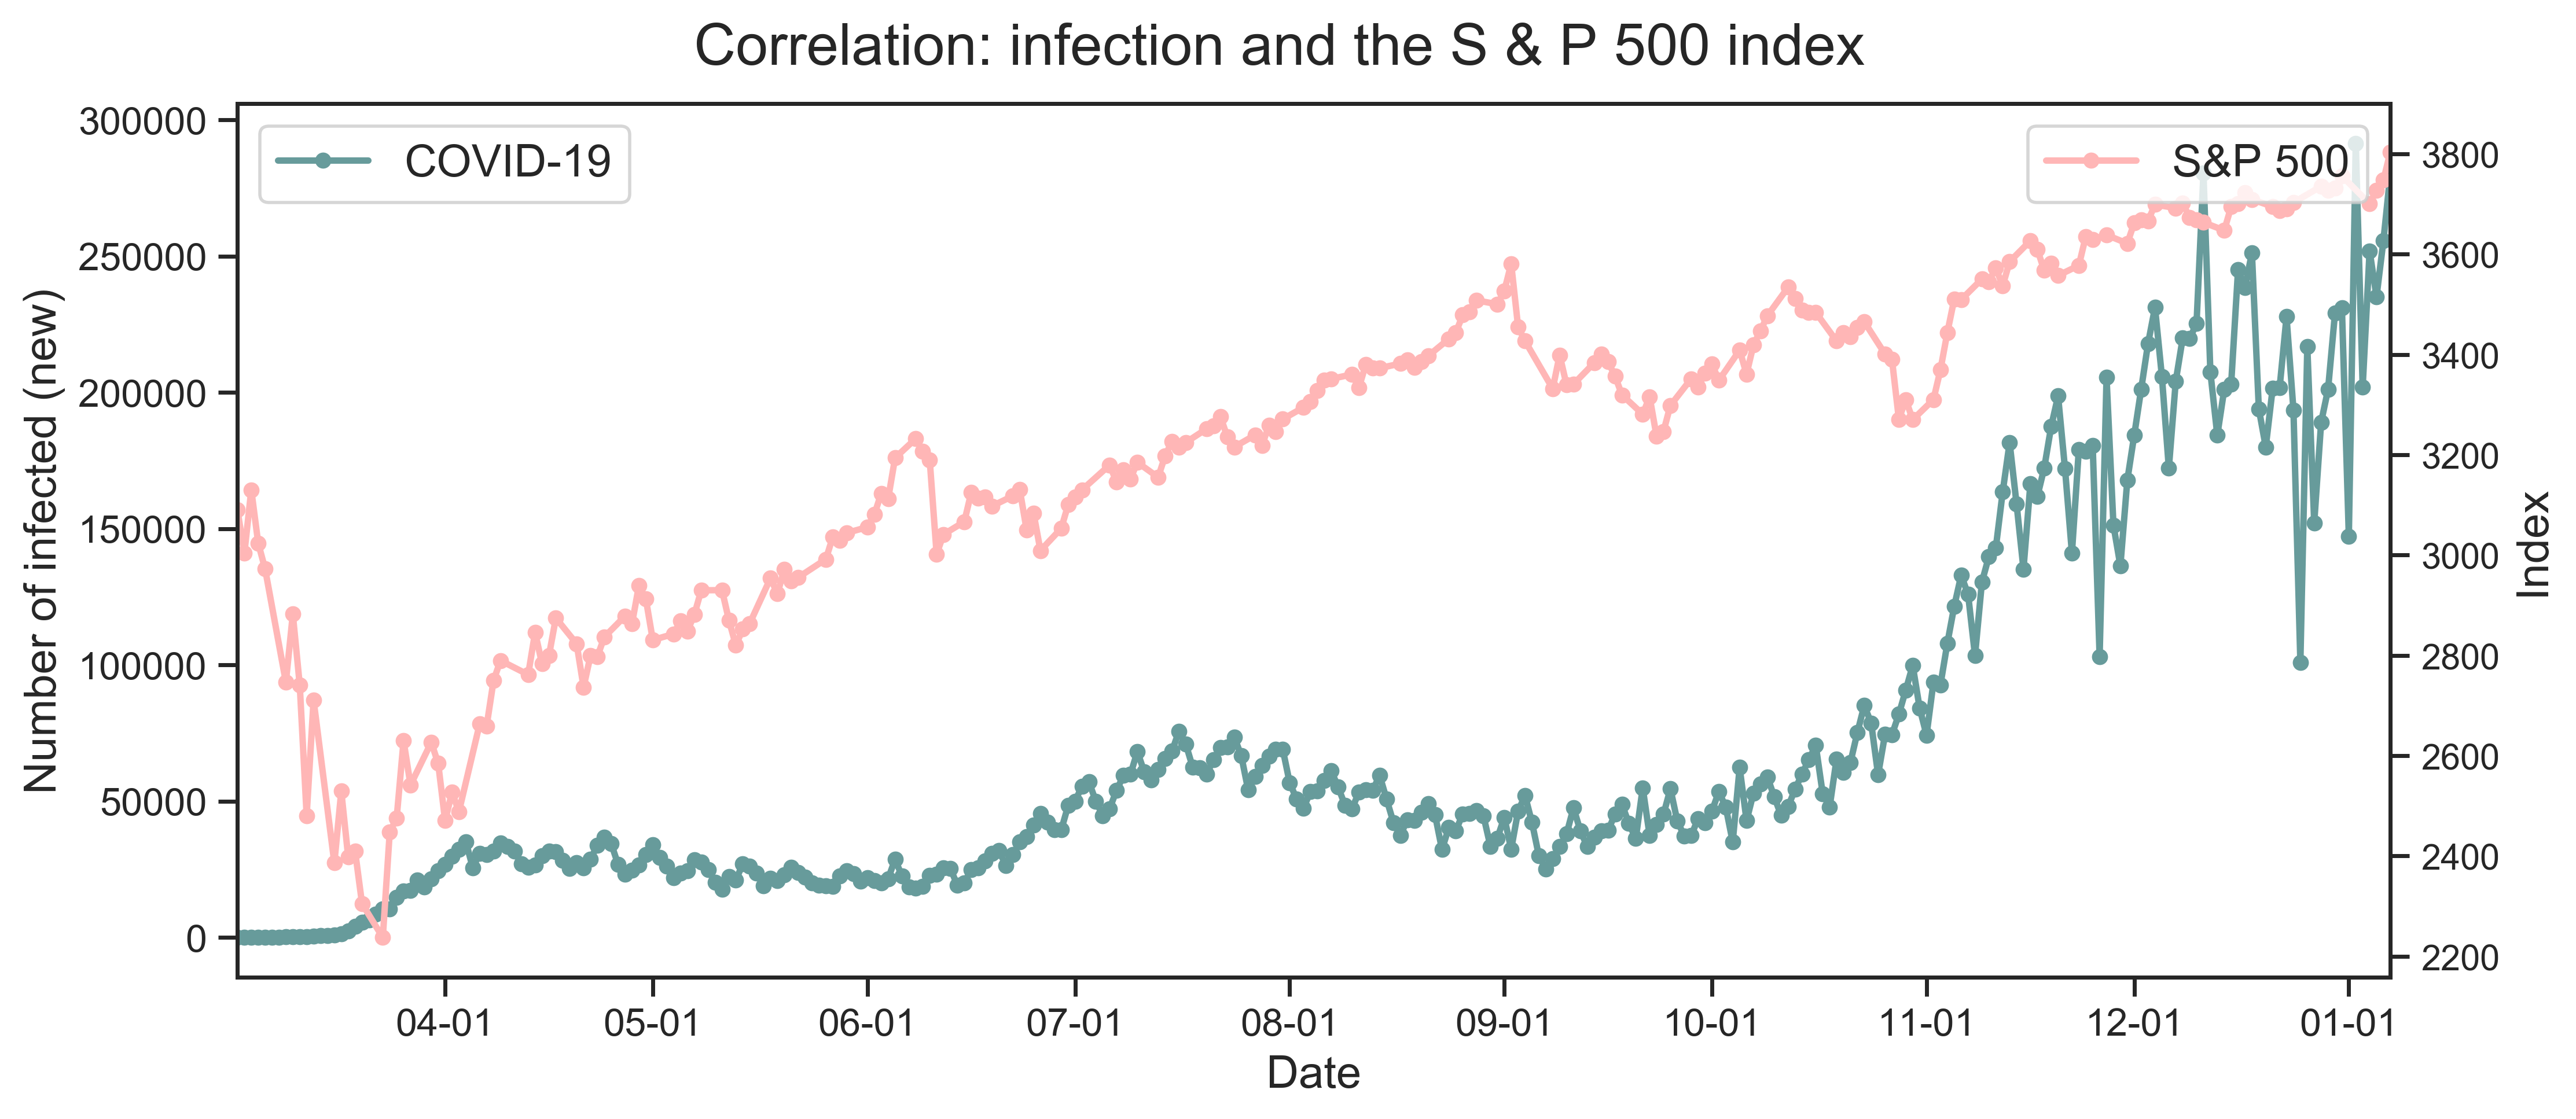 Correlation: infection and the S & P 500 index
COVID-19
S&P 500
Number of infected (new)
300000
250000
200000
150000
100000
50000
0
3800
3600
3400
3200
3000
2800
2600
2400
2200
Index
04-01 05-01 06-01 07-01 08-01 09-01 10-01 11-01 12-01 01-01
Date